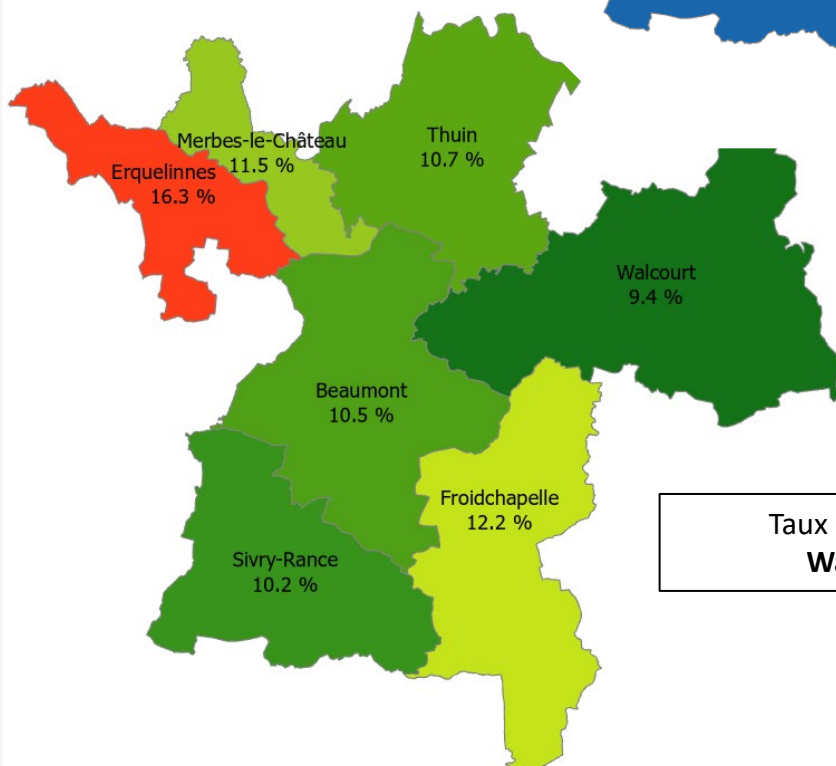 Merbes-le-Château
11.5 %
Thuin
10.7 %
Erquelinnes
16.3 %
Walcourt
9.4 %
Beaumont
10.5 %
Froidchapelle
12.2 %
Sivry-Rance
10.2 %
Taux